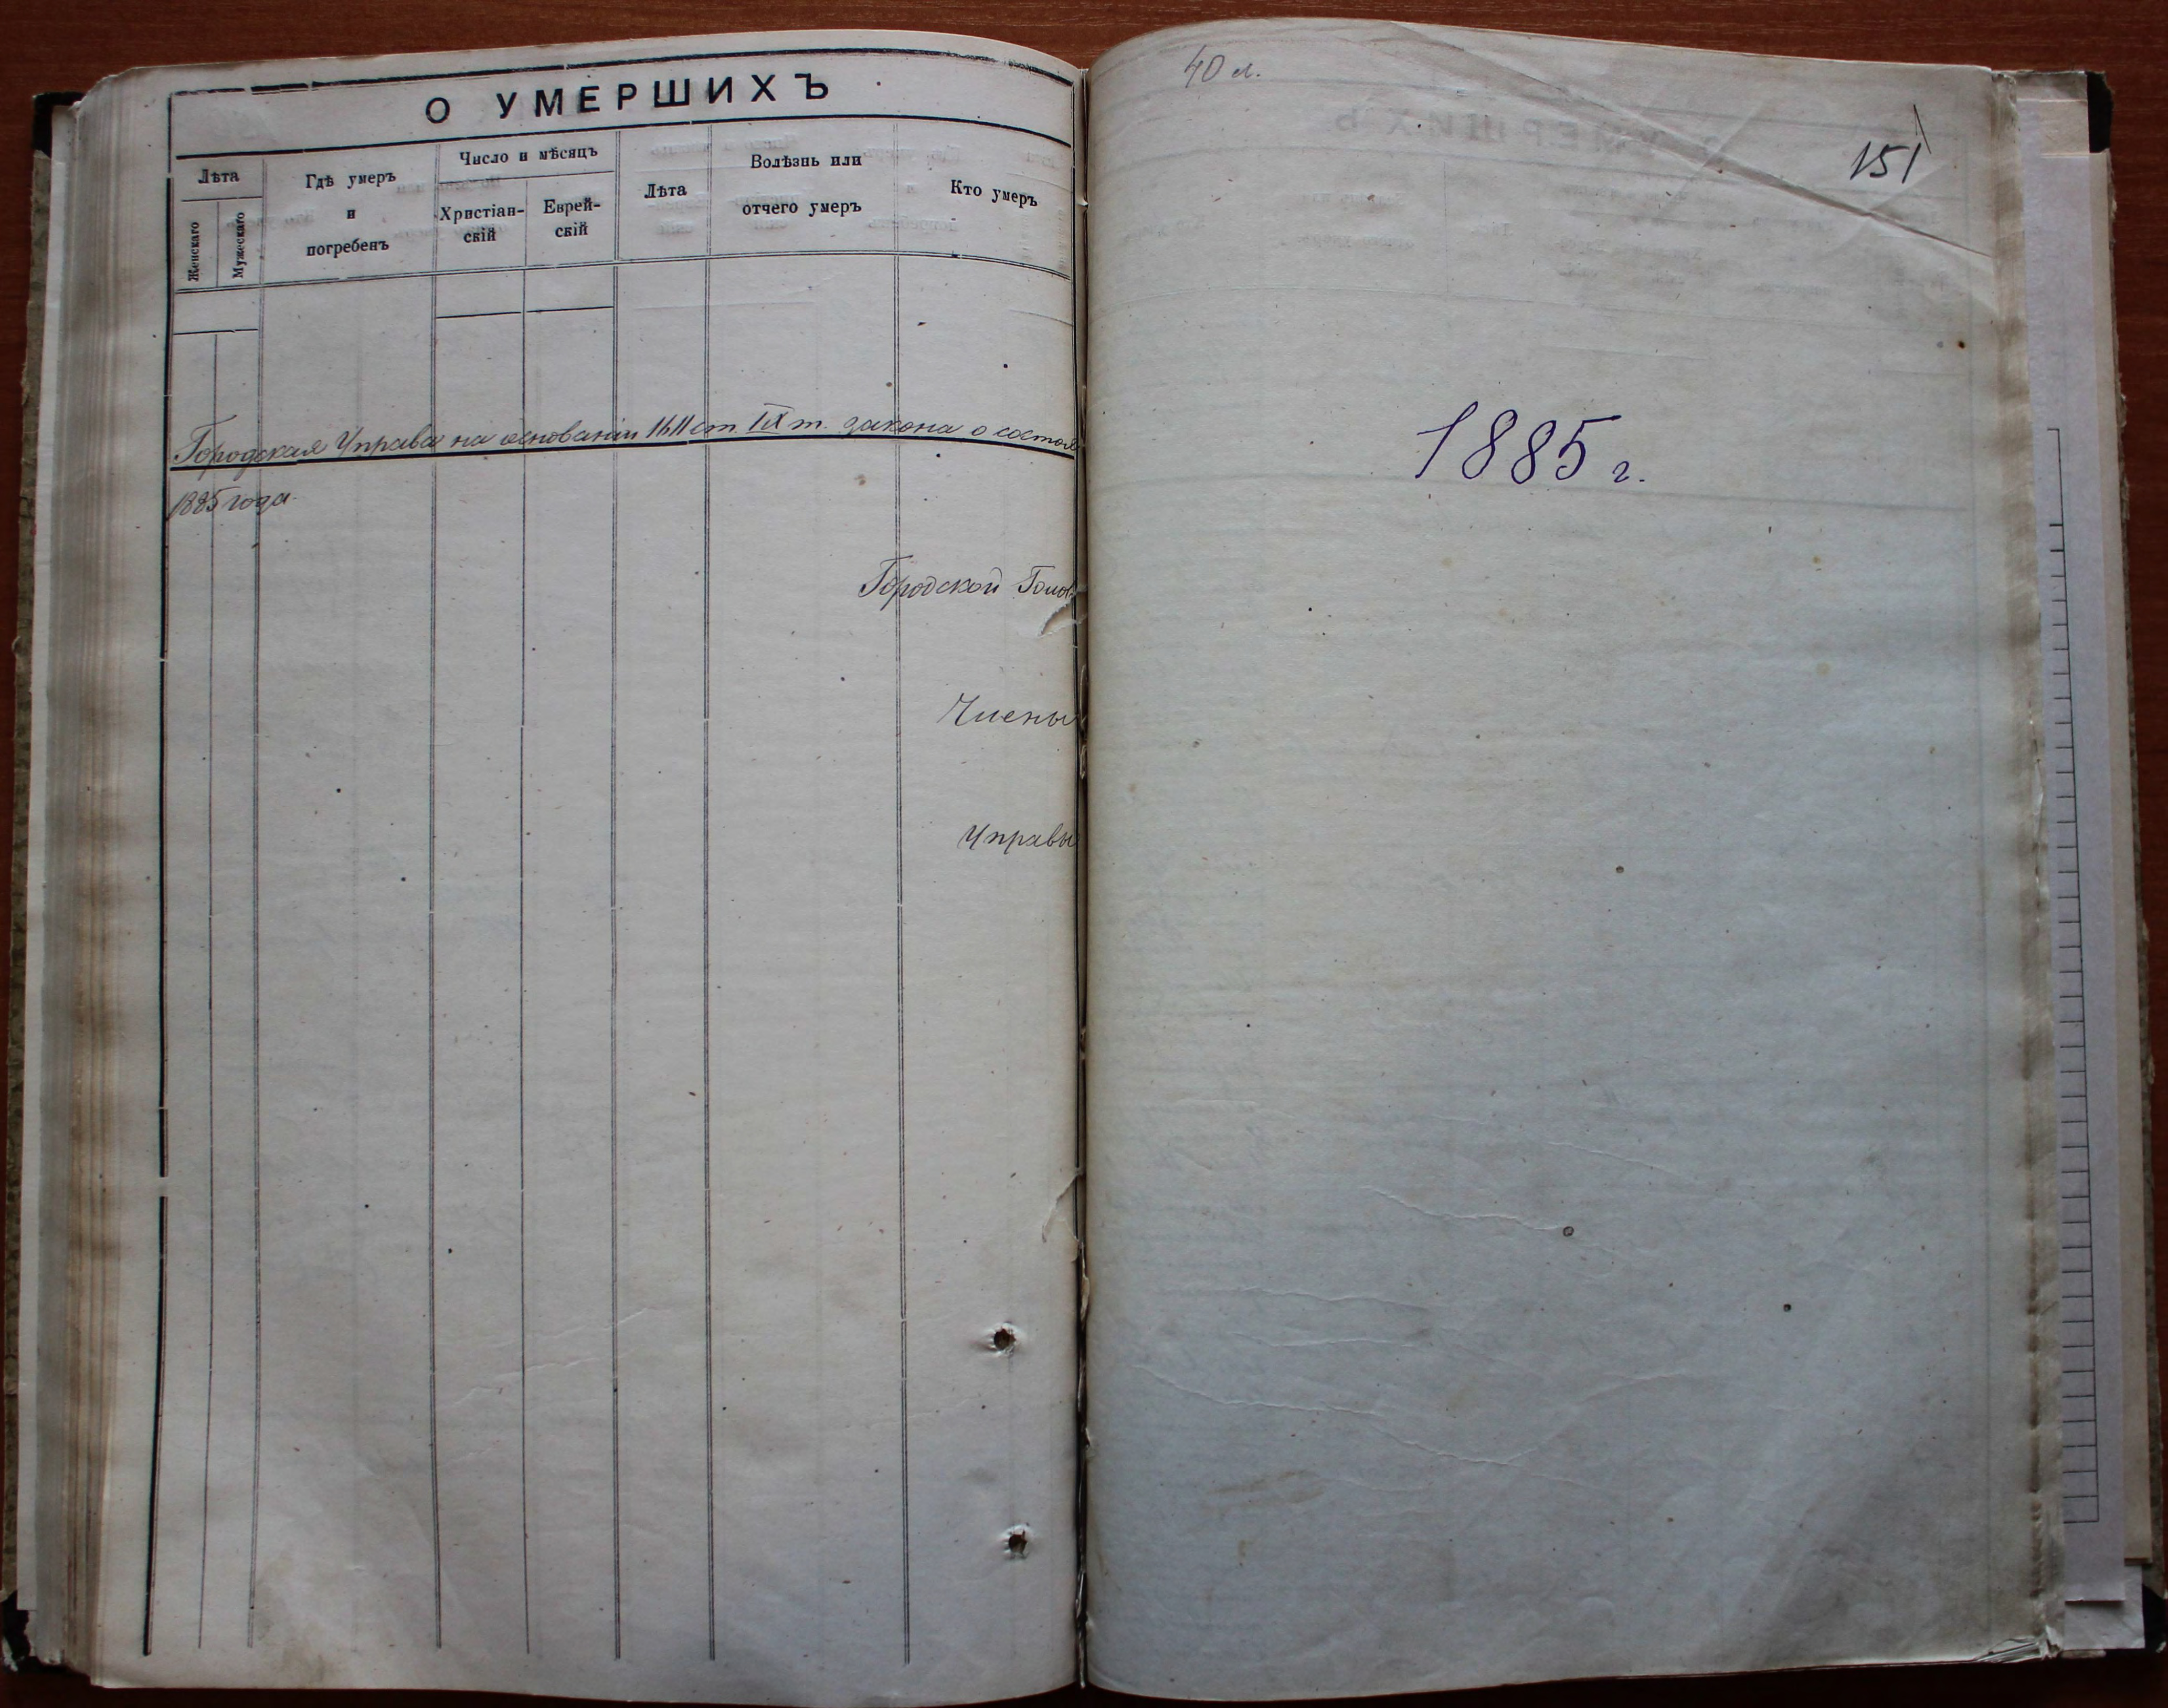 О УМЕРШИХЪ
Лѣта
Женскаго
Мужескаго
Гдѣ умеръ
и
погребенъ
Число и мѣсяцъ
Христіан-
скій
Еврей-
скій
Лѣта
Болѣзнь или
отчего умеръ
Кто умеръ
Городская Управа на основаніи 1611 ст. IX т. закона о состоя
1885 года.
Городской Голов
Члены
Управы
40 л.
151
1885 г.